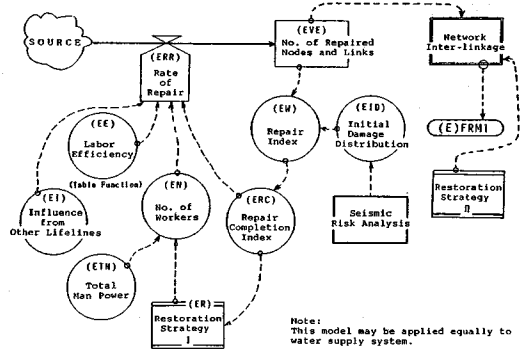 SOURCE
(ERR)
Rate
of
Repair
(EVE)
No. of Repaired
Nodes and Links
Network
Inter-linkage
(EE)
Labor
Efficiency
(Table Function)
(EW)
Repair
Index
(EID)
Initial
Damage
Distribution
(E)FRMI
(EI)
Influence
from
Other Lifelines
(EN)
No. of
Workers
(ERC)
Repair
Completion
Index
Seismic
Risk Analysis
Restoration
Strategy
II
(ETM)
Total
Man Power
(ER)
Restoration
Strategy
I
Note:
This model may be applied equally to
water supply system.